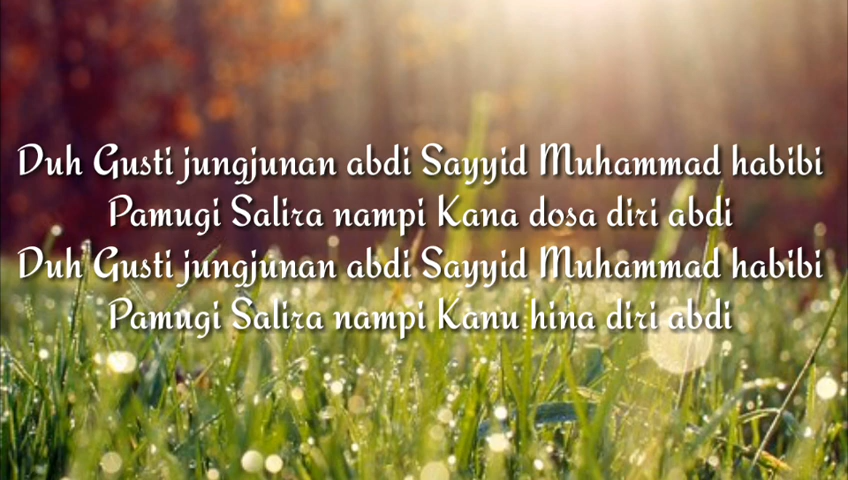 Duh Gusti jungjunan abdi Sayyid Muhammad habibi
Pamugi Salira nampi Kana dosa diri abdi
Duh Gusti jungjunan abdi Sayyid Muhammad habibi
Pamugi Salira nampi Kanu hina diri abdi